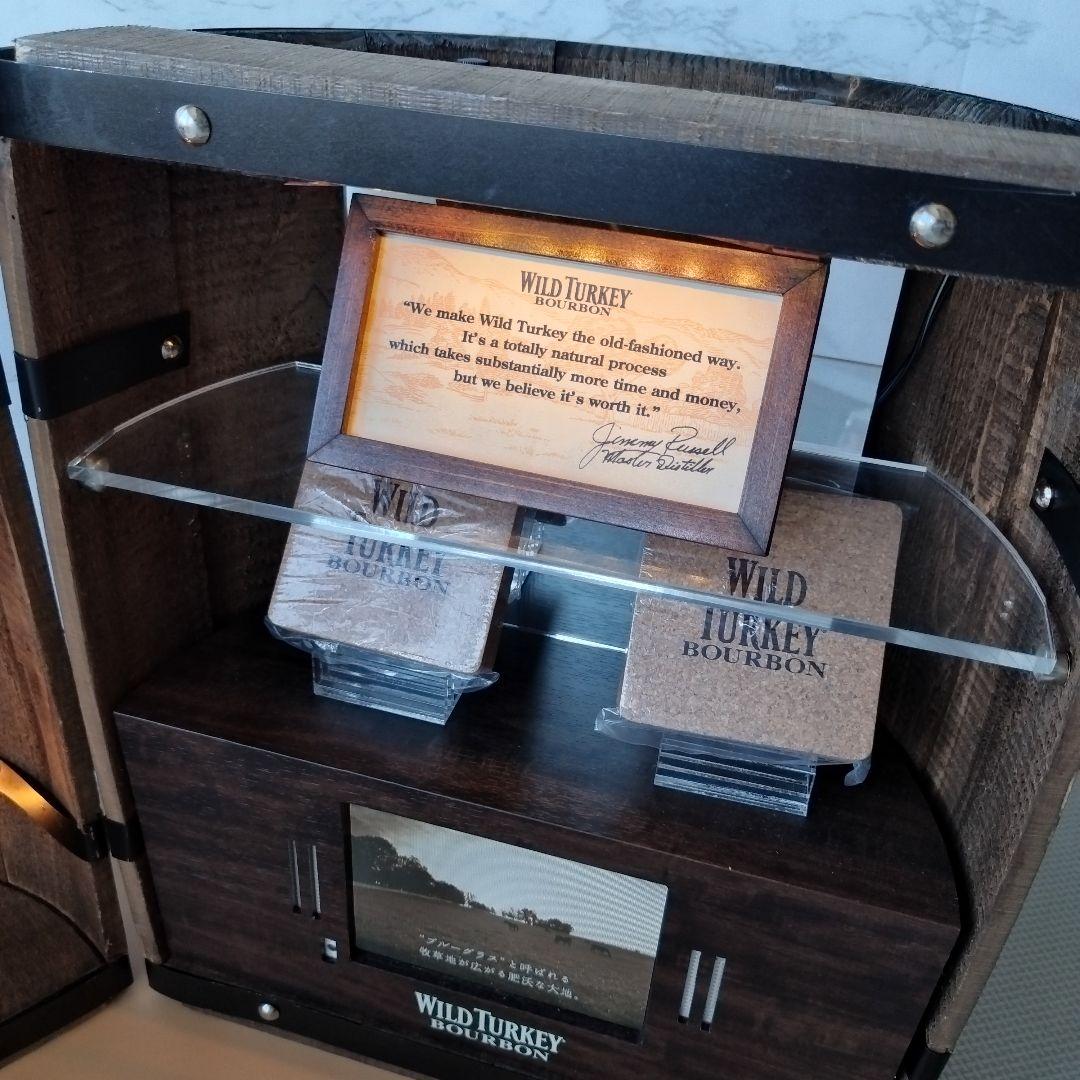 WILD TURKEY
BOURBON
“We make Wild Turkey the old-fashioned way.
It's a totally natural process
which takes substantially more time and money,
but we believe it's worth it.”
Jimmy Russell
Master Distiller
WILD
TURKEY
BOURBON
WILD
TURKEY
BOURBON
“ブルーグラス”と呼ばれる
牧草地が広がる肥沃な大地。
WILD TURKEY
BOURBON